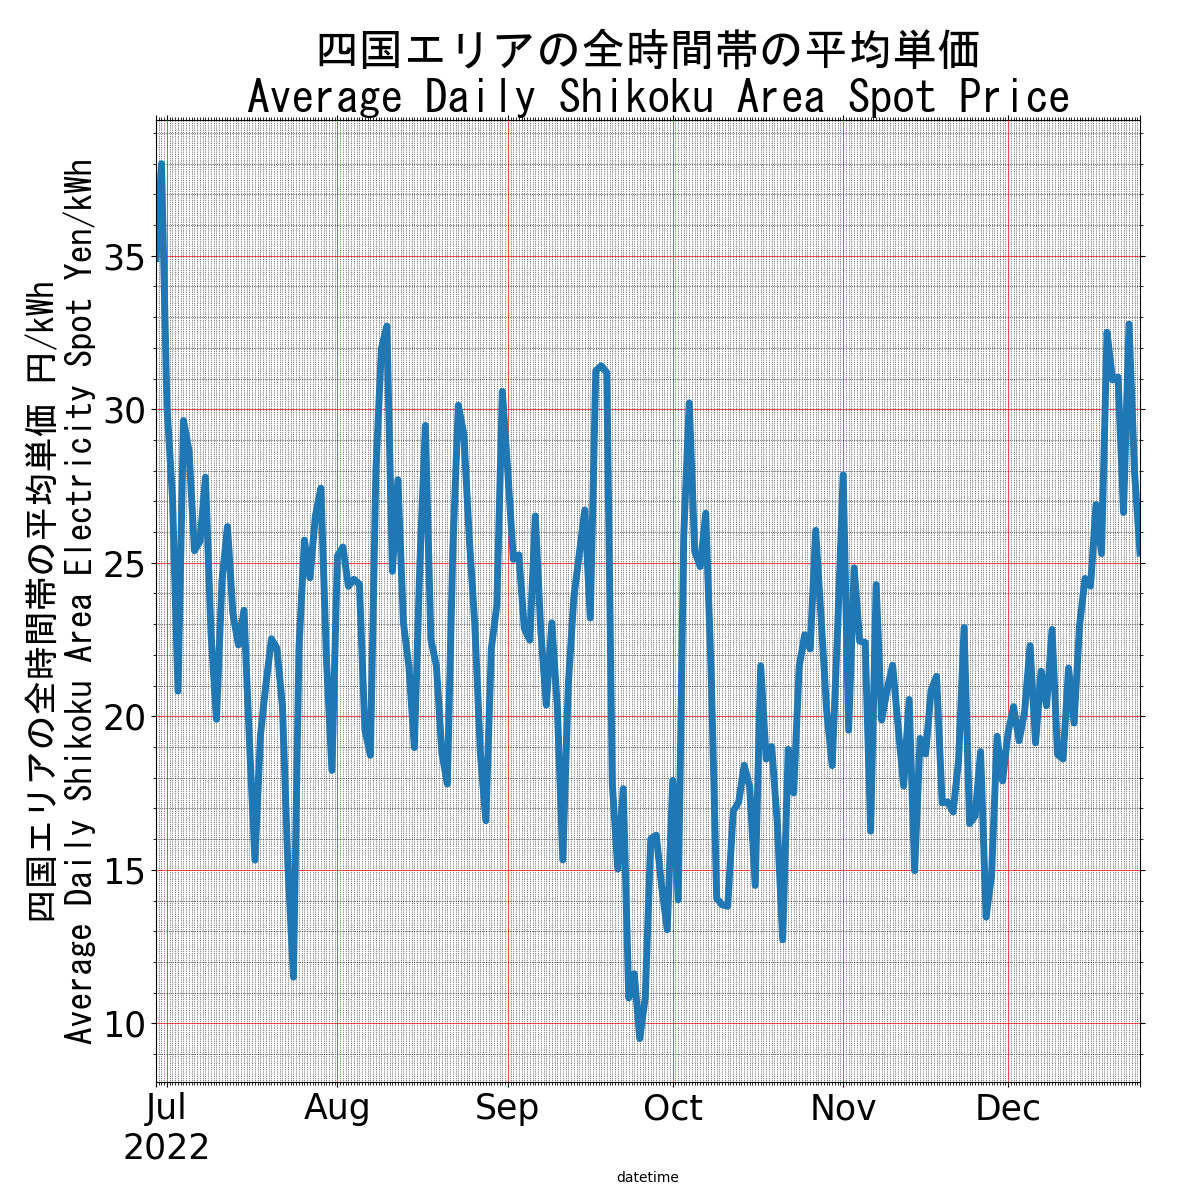 四国エリアの全時間帯の平均単価
Average Daily Shikoku Area Spot Price
四国エリアの全時間帯の平均単価 円/kWh
Average Daily Shikoku Area Electricity Spot Yen/kWh
35
30
25
20
15
10
Jul Aug Sep Oct Nov Dec
2022
datetime